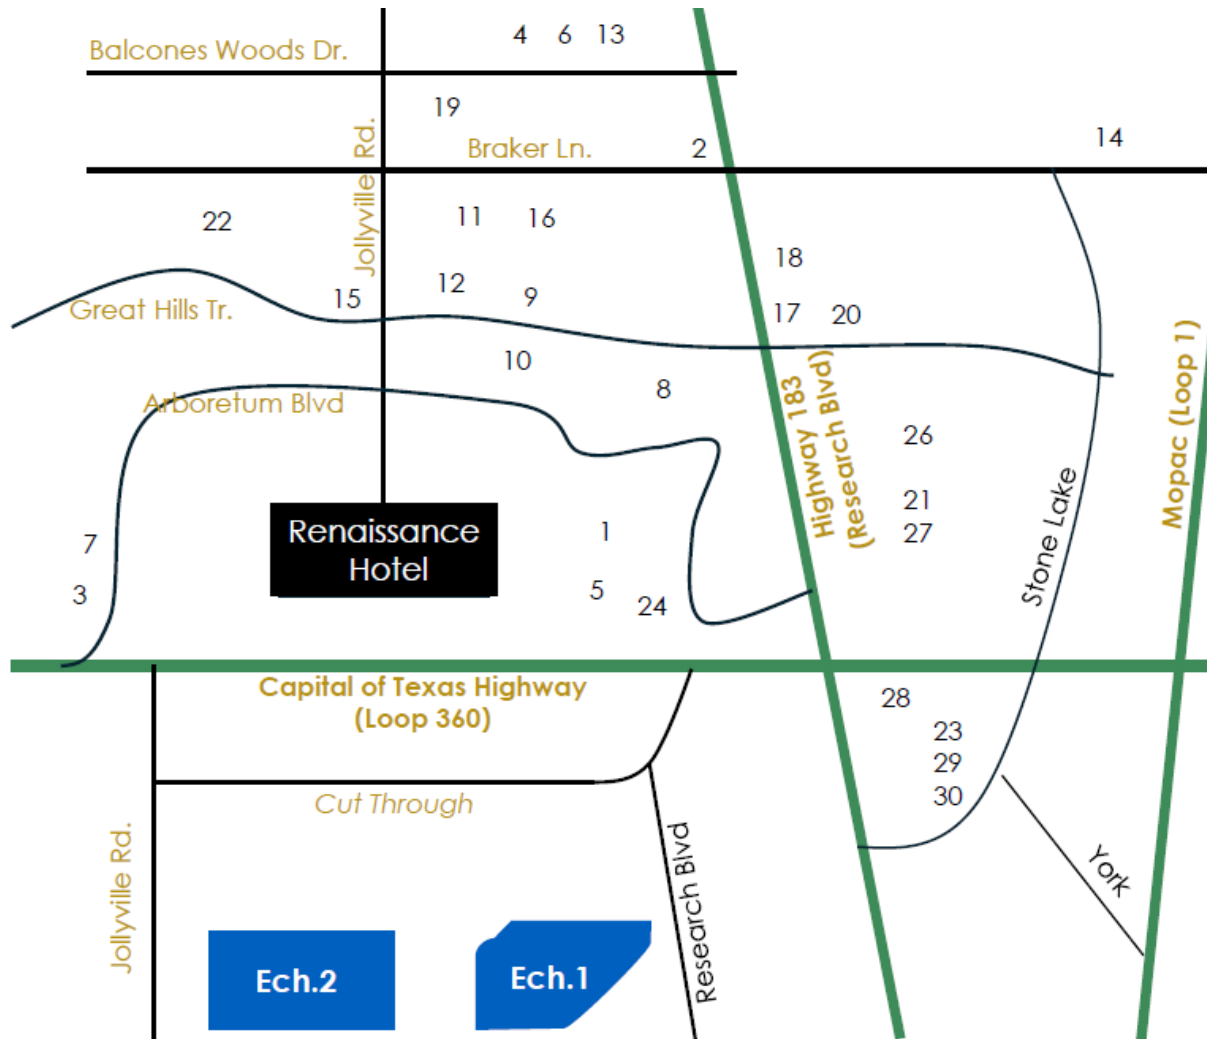 4 6 13
Balcones Woods Dr.
19
Jollyville Rd.
Braker Ln.
2
14
22
11 16
18
12 9
15
Great Hills Tr.
17 20
10
8
Arboretum Blvd
Highway 183
(Research Blvd)
Mopac (Loop 1)
26
21
27
Stone Lake
Renaissance
Hotel
1
7
3
5 24
Capital of Texas Highway
(Loop 360)
28
23
29
30
Cut Through
Jollyville Rd.
Research Blvd
York
Ech.2
Ech.1